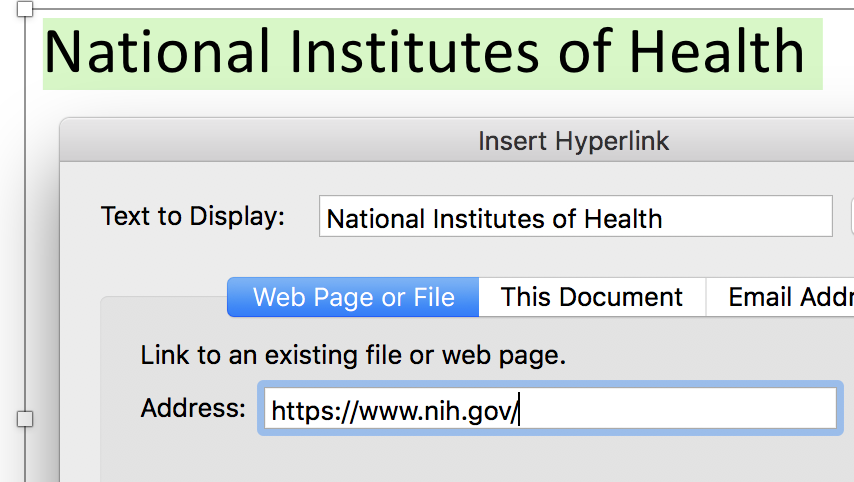 National Institutes of Health
Insert Hyperlink
Text to Display: National Institutes of Health
Web Page or File This Document Email Addr
Link to an existing file or web page.
Address: https://www.nih.gov/